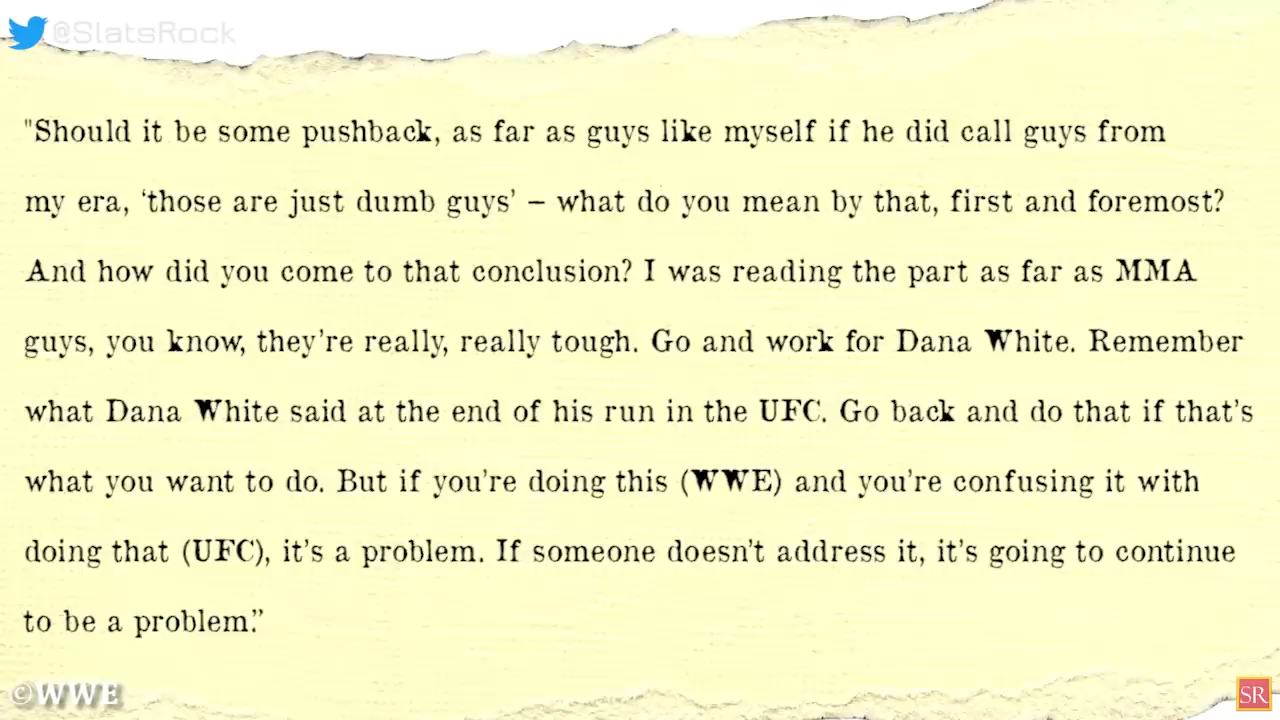 @SlatsRock
"Should it be some pushback, as far as guys like myself if he did call guys from
my era, ‘those are just dumb guys’ – what do you mean by that, first and foremost?
And how did you come to that conclusion? I was reading the part as far as MMA
guys, you know, they’re really, really tough. Go and work for Dana White. Remember
what Dana White said at the end of his run in the UFC. Go back and do that if that’s
what you want to do. But if you’re doing this (WWE) and you’re confusing it with
doing that (UFC), it’s a problem. If someone doesn’t address it, it’s going to continue
to be a problem.”
©WWE
SR